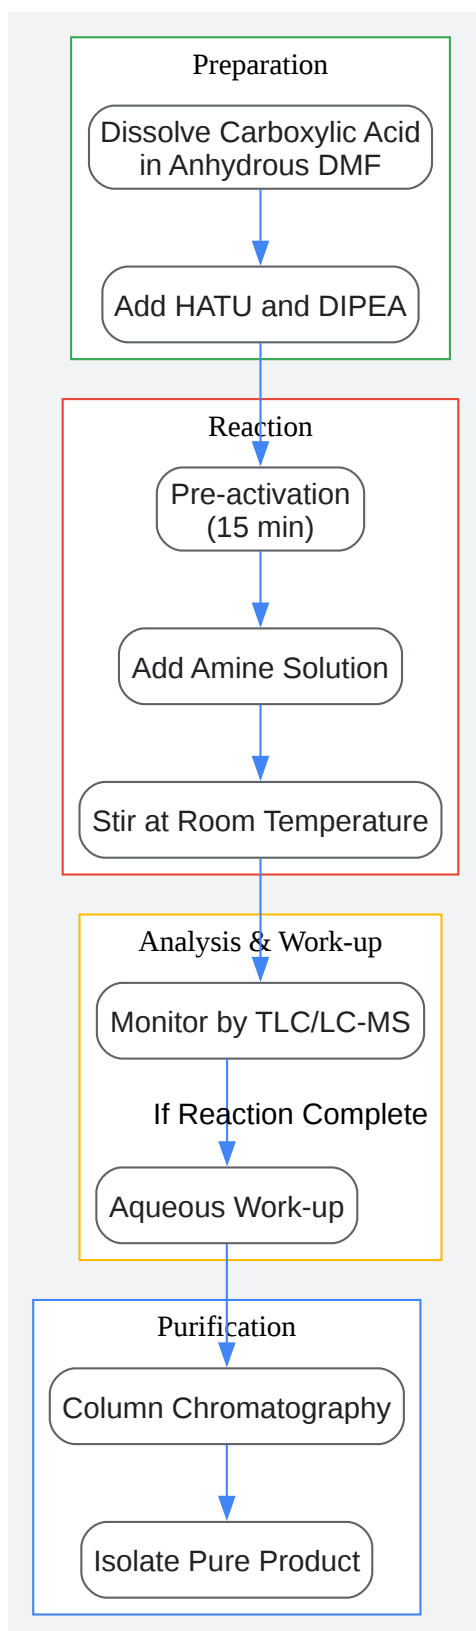 Preparation
Dissolve Carboxylic Acid
in Anhydrous DMF
Add HATU and DIPEA
Reaction
Pre-activation
(15 min)
Add Amine Solution
Stir at Room Temperature
Analysis & Work-up
Monitor by TLC/LC-MS
If Reaction Complete
Aqueous Work-up
Purification
Column Chromatography
Isolate Pure Product